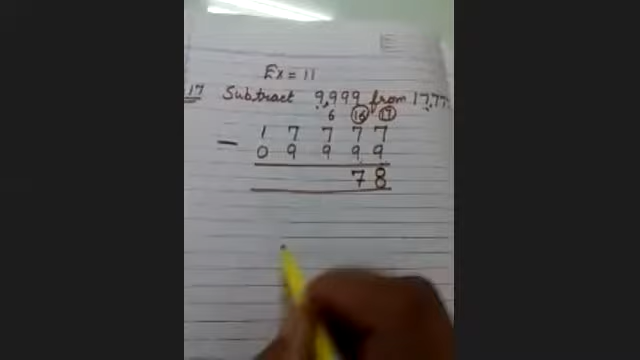 Ex = 11
17 Subtract 9,999 from 17,77
6 16 17
1 7 7 7 7
- 0 9 9 9 9
7 8